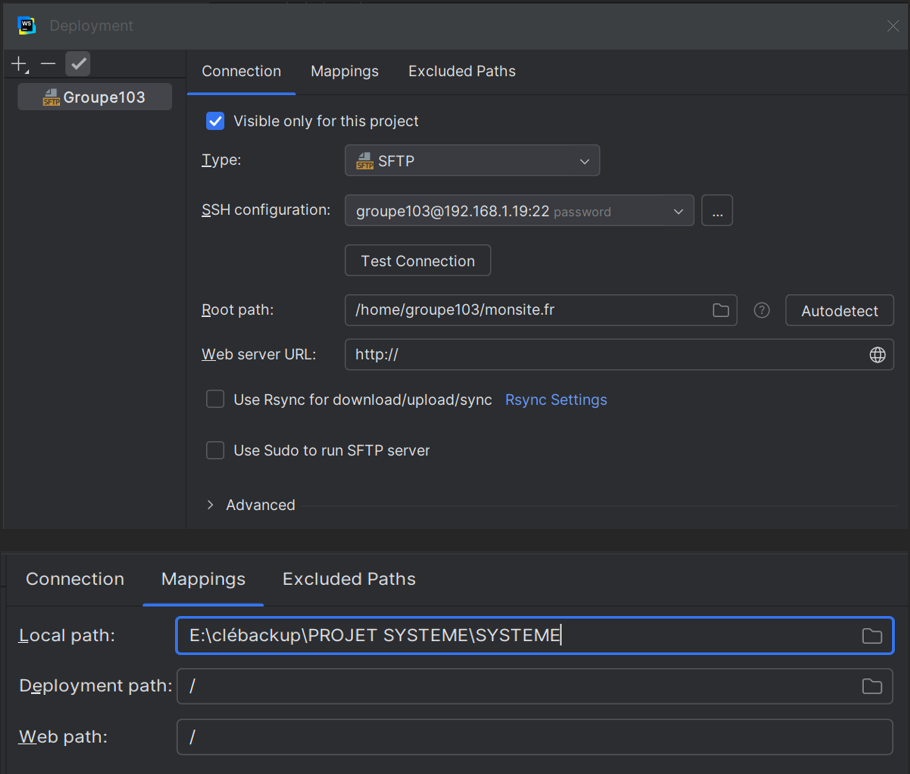 WS Deployment
SFTP Groupe103
Connection Mappings Excluded Paths
Visible only for this project
Type: SFTP SFTP
SSH configuration: groupe103@192.168.1.19:22 password ...
Test Connection
Root path: /home/groupe103/monsite.fr ? Autodetect
Web server URL: http://
Use Rsync for download/upload/sync Rsync Settings
Use Sudo to run SFTP server
Advanced
Connection Mappings Excluded Paths
Local path: E:\clébackup\PROJET SYSTEME\SYSTEME
Deployment path: /
Web path: /